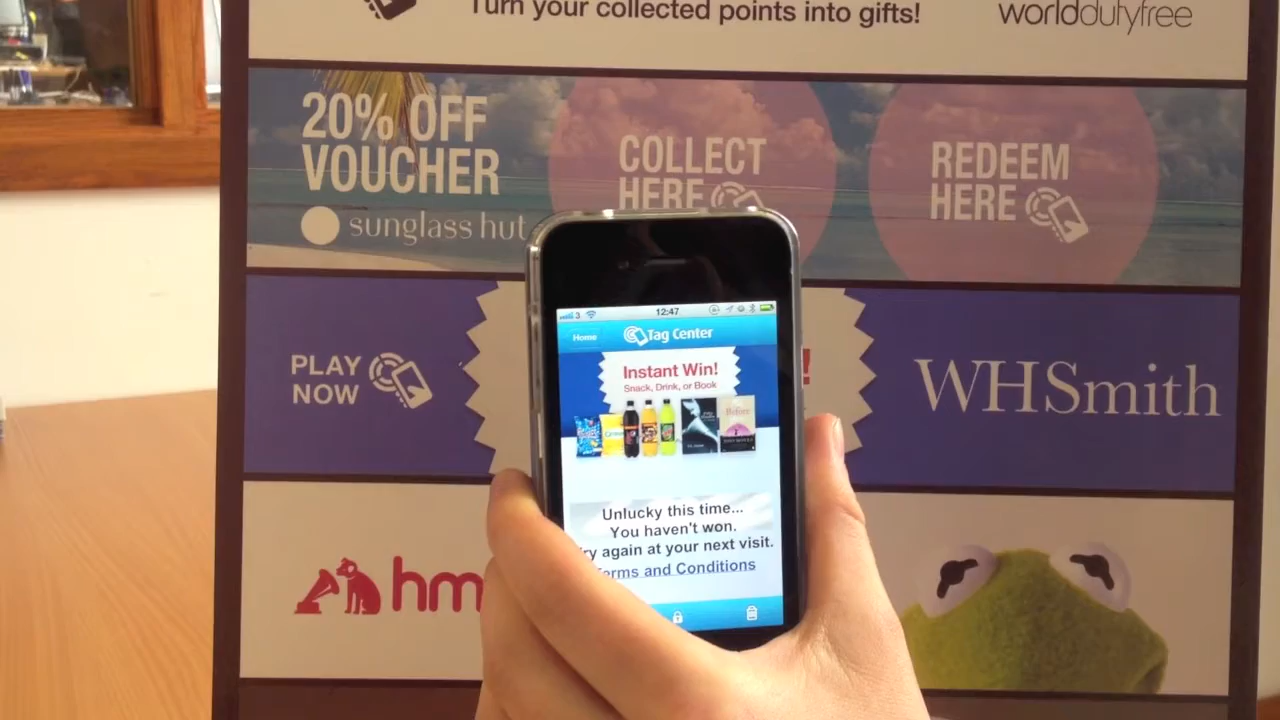 Turn your collected points into gifts!
worlddutyfree
20% OFF
VOUCHER
sunglass hut
COLLECT
HERE
REDEEM
HERE
PLAY
NOW
WHSmith
hm
3 12:47
Home
Tag Center
Instant Win!
Snack, Drink, or Book
Before
Unlucky this time...
You haven't won.
ry again at your next visit.
erms and Conditions